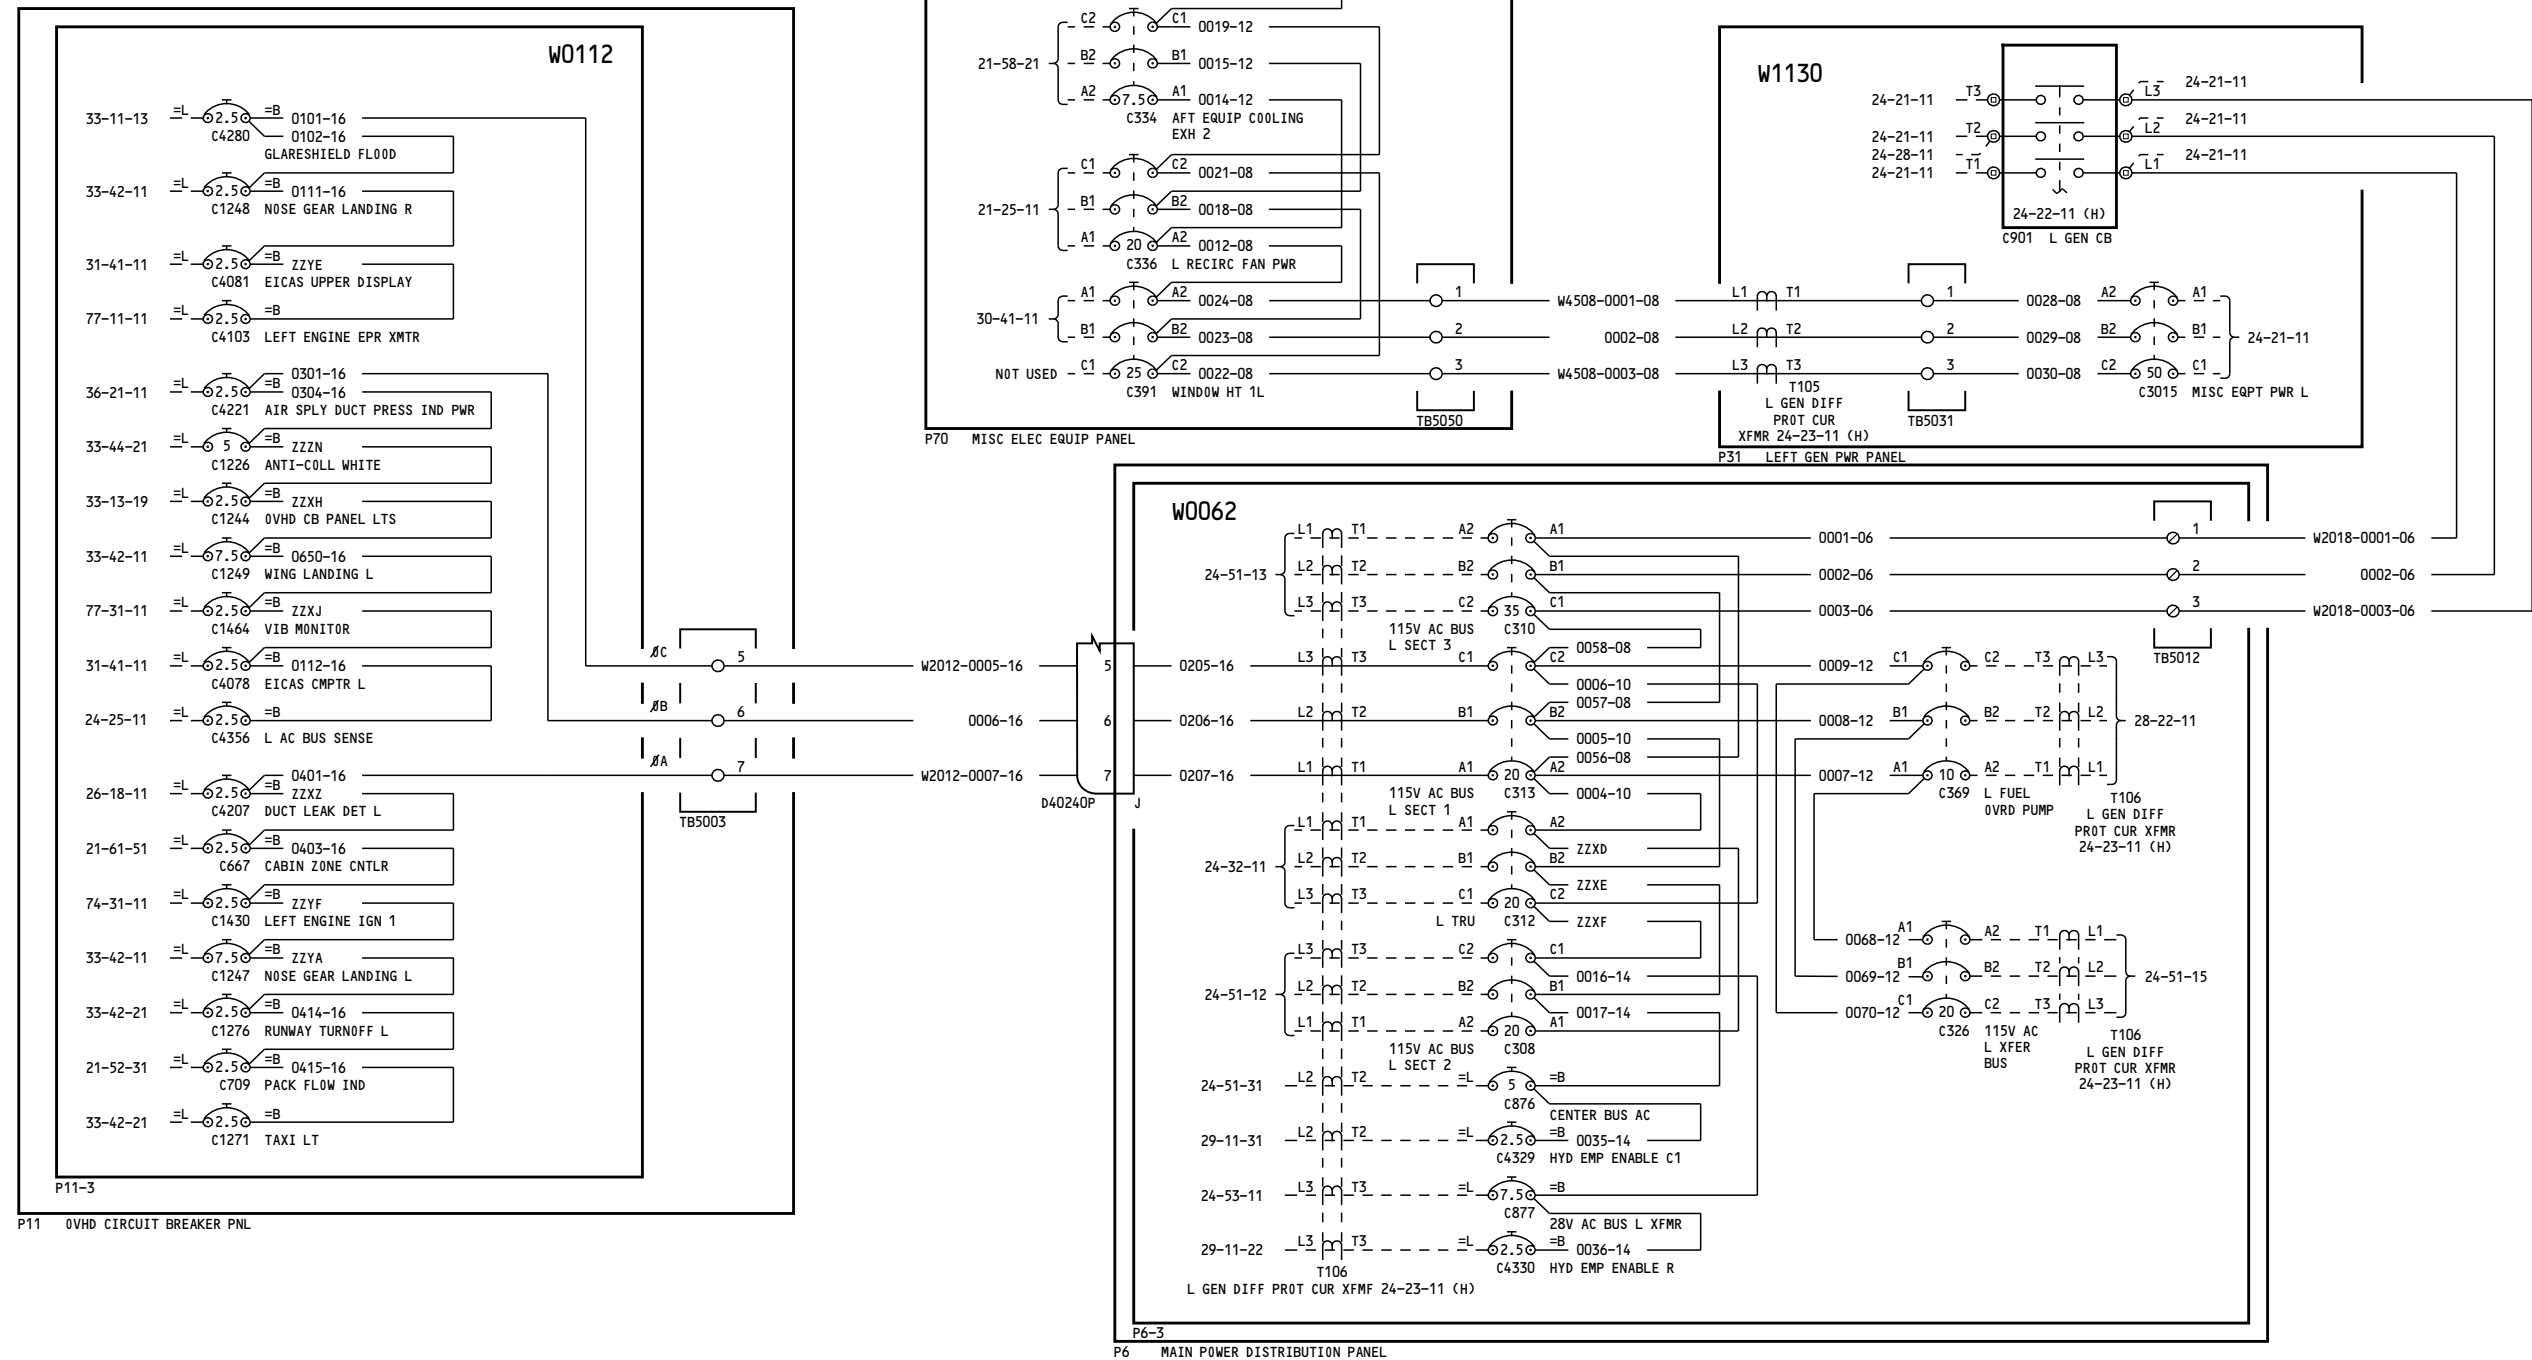 W0112
33-11-13 =L 2.5 =B 0101-16
C4280 0102-16
GLARESHIELD FLOOD
33-42-11 =L 2.5 =B 0111-16
C1248 NOSE GEAR LANDING R
31-41-11 =L 2.5 =B ZZYE
C4081 EICAS UPPER DISPLAY
77-11-11 =L 2.5 =B
C4103 LEFT ENGINE EPR XMTR
0301-16
36-21-11 =L 2.5 =B 0304-16
C4221 AIR SPLY DUCT PRESS IND PWR
33-44-21 =L 5 =B ZZZN
C1226 ANTI-COLL WHITE
33-13-19 =L 2.5 =B ZZXH
C1244 OVHD CB PANEL LTS
33-42-11 =L 7.5 =B 0650-16
C1249 WING LANDING L
77-31-11 =L 2.5 =B ZZXJ
C1464 VIB MONITOR
31-41-11 =L 2.5 =B 0112-16
C4078 EICAS CMPTR L
24-25-11 =L 2.5 =B
C4356 L AC BUS SENSE
0401-16
26-18-11 =L 2.5 =B ZZXZ
C4207 DUCT LEAK DET L
21-61-51 =L 2.5 =B 0403-16
C667 CABIN ZONE CNTLR
74-31-11 =L 2.5 =B ZZYF
C1430 LEFT ENGINE IGN 1
33-42-11 =L 7.5 =B ZZYA
C1247 NOSE GEAR LANDING L
33-42-21 =L 2.5 =B 0414-16
C1276 RUNWAY TURNOFF L
21-52-31 =L 2.5 =B 0415-16
C709 PACK FLOW IND
33-42-21 =L 2.5 =B
C1271 TAXI LT
P11-3
P11 OVHD CIRCUIT BREAKER PNL
ØC 5 W2012-0005-16 5
ØB 6 0006-16 6
ØA 7 W2012-0007-16 7
TB5003
D40240P J
C2 C1 0019-12
21-58-21 B2 B1 0015-12
A2 7.5 A1 0014-12
C334 AFT EQUIP COOLING
EXH 2
C1 C2 0021-08
21-25-11 B1 B2 0018-08
A1 20 A2 0012-08
C336 L RECIRC FAN PWR
A1 A2 0024-08 1 W4508-0001-08
30-41-11
B1 B2 0023-08 2 0002-08
NOT USED C1 25 C2 0022-08 3 W4508-0003-08
C391 WINDOW HT 1L
TB5050
P70 MISC ELEC EQUIP PANEL
W1130
24-21-11 T3 L3 24-21-11
24-21-11 T2 L2 24-21-11
24-28-11
24-21-11 T1 L1 24-21-11
24-22-11 (H)
C901 L GEN CB
L1 T1 1 0028-08 A2 A1
L2 T2 2 0029-08 B2 B1 24-21-11
L3 T3 3 0030-08 C2 50 C1
T105
L GEN DIFF
PROT CUR
XFMR 24-23-11 (H)
TB5031
C3015 MISC EQPT PWR L
P31 LEFT GEN PWR PANEL
W0062
L1 T1 A2 A1 0001-06 1 W2018-0001-06
24-51-13 L2 T2 B2 B1 0002-06 2 0002-06
L3 T3 C2 35 C1 0003-06 3 W2018-0003-06
115V AC BUS
L SECT 3
C310
TB5012
0058-08
0205-16 L3 T3 C1 C2 0009-12 C1 C2 T3 L3
0006-10
0057-08
0206-16 L2 T2 B1 B2 0008-12 B1 B2 T2 L2 28-22-11
0005-10
0056-08
0207-16 L1 T1 A1 20 A2 0007-12 A1 10 A2 T1 L1
115V AC BUS
L SECT 1
C313 0004-10
C369 L FUEL
OVRD PUMP
T106
L GEN DIFF
PROT CUR XFMR
24-23-11 (H)
L1 T1 A1 A2
ZZXD
24-32-11 L2 T2 B1 B2
ZZXE
L3 T3 C1 20 C2
L TRU C312 ZZXF
L3 T3 C2 C1
0016-14
24-51-12 L2 T2 B2 B1
0017-14
L1 T1 A2 20 A1
115V AC BUS
L SECT 2
C308
0068-12 A1 A2 T1 L1
0069-12 B1 B2 T2 L2 24-51-15
0070-12 C1 20 C2 T3 L3
C326 115V AC
L XFER
BUS
T106
L GEN DIFF
PROT CUR XFMR
24-23-11 (H)
24-51-31 L2 T2 =L 5 =B
C876
CENTER BUS AC
29-11-31 L2 T2 =L 2.5 =B 0035-14
C4329 HYD EMP ENABLE C1
24-53-11 L3 T3 =L 7.5 =B
C877
28V AC BUS L XFMR
29-11-22 L3 T3 =L 2.5 =B 0036-14
C4330 HYD EMP ENABLE R
T106
L GEN DIFF PROT CUR XFMF 24-23-11 (H)
P6-3
P6 MAIN POWER DISTRIBUTION PANEL